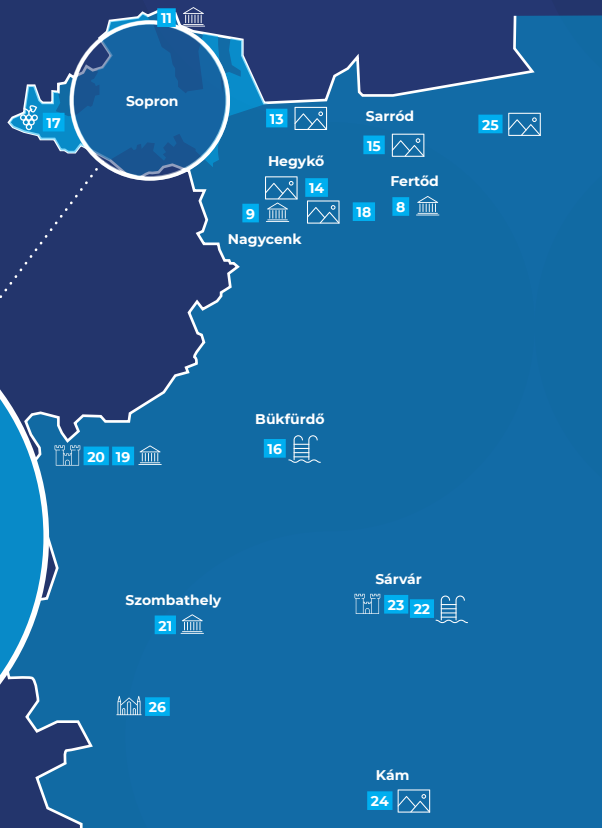 11
Sopron
17
13
Sarród
25
15
Hegykő
14
Fertőd
9
18
8
Nagycenk
Bükfürdő
16
20 19
Sárvár
23 22
Szombathely
21
26
Kám
24